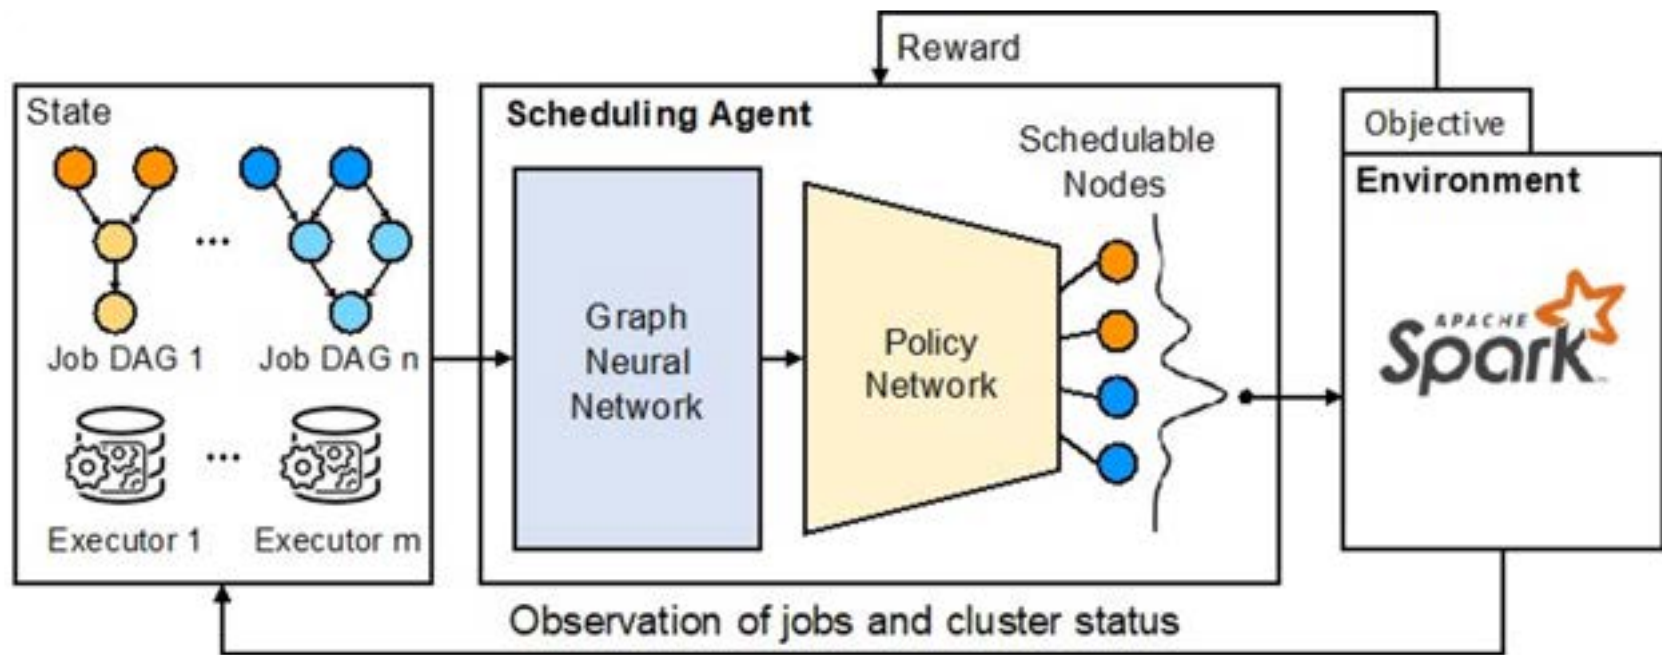 Reward
State
Scheduling Agent
Schedulable
Nodes
Objective
Environment
...
Job DAG 1
Job DAG n
Graph
Neural
Network
Policy
Network
APACHE
Spark
...
Executor 1
Executor m
Observation of jobs and cluster status